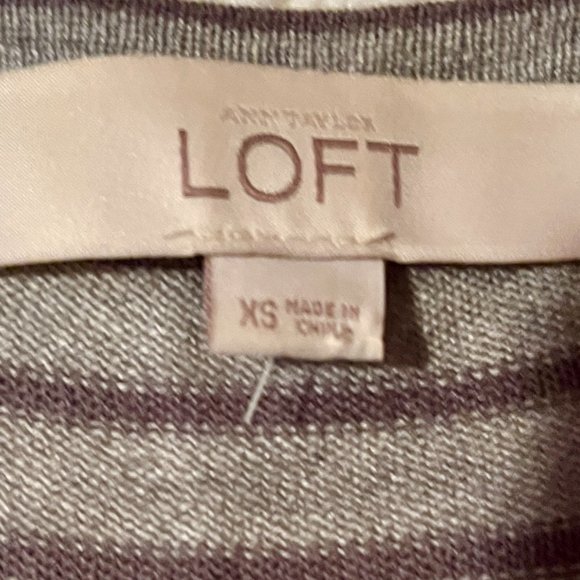 ANN TAYLOR
LOFT
XS MADE IN
CHINA